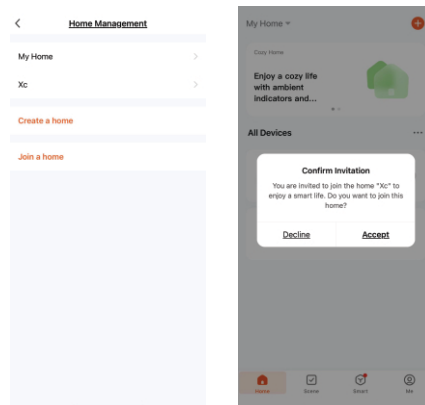 Home Management
My Home
Xc
Create a home
Join a home
My Home
Cozy Home
Enjoy a cozy life
with ambient
indicators and...
All Devices
Confirm Invitation
You are invited to join the home "Xc" to
enjoy a smart life. Do you want to join this
home?
Decline Accept
Home Scene Smart Me